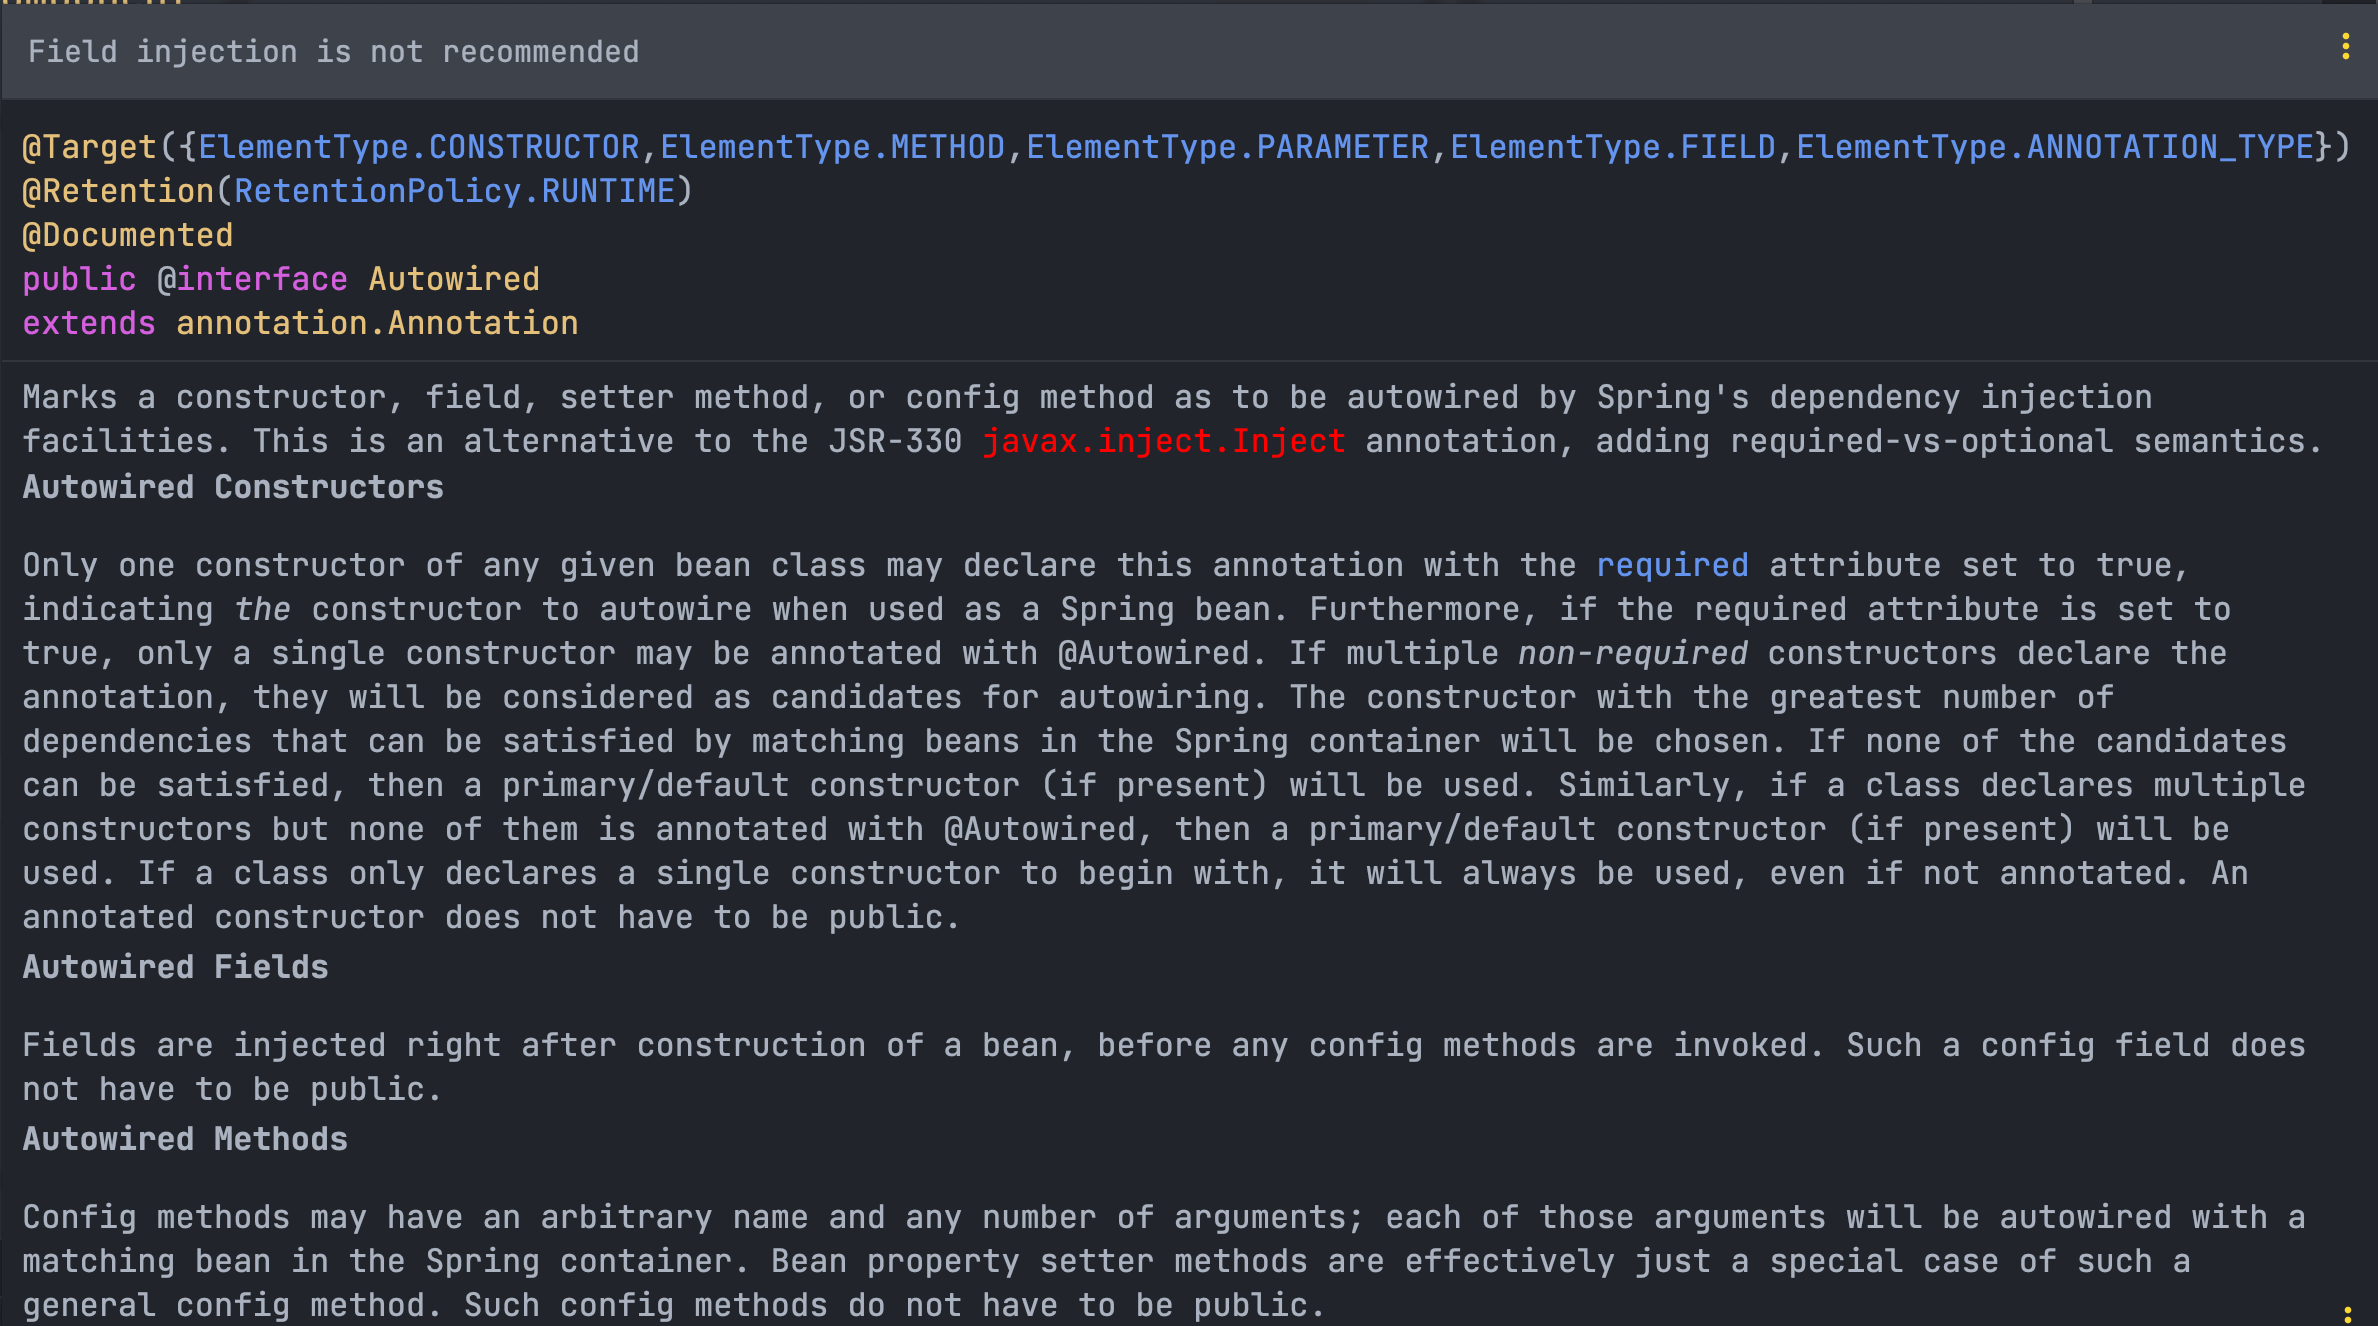 Field injection is not recommended
@Target({ElementType.CONSTRUCTOR,ElementType.METHOD,ElementType.PARAMETER,ElementType.FIELD,ElementType.ANNOTATION_TYPE})
@Retention(RetentionPolicy.RUNTIME)
@Documented
public @interface Autowired
extends annotation.Annotation
Marks a constructor, field, setter method, or config method as to be autowired by Spring's dependency injection
facilities. This is an alternative to the JSR-330 javax.inject.Inject annotation, adding required-vs-optional semantics.
Autowired Constructors
Only one constructor of any given bean class may declare this annotation with the required attribute set to true,
indicating the constructor to autowire when used as a Spring bean. Furthermore, if the required attribute is set to
true, only a single constructor may be annotated with @Autowired. If multiple non-required constructors declare the
annotation, they will be considered as candidates for autowiring. The constructor with the greatest number of
dependencies that can be satisfied by matching beans in the Spring container will be chosen. If none of the candidates
can be satisfied, then a primary/default constructor (if present) will be used. Similarly, if a class declares multiple
constructors but none of them is annotated with @Autowired, then a primary/default constructor (if present) will be
used. If a class only declares a single constructor to begin with, it will always be used, even if not annotated. An
annotated constructor does not have to be public.
Autowired Fields
Fields are injected right after construction of a bean, before any config methods are invoked. Such a config field does
not have to be public.
Autowired Methods
Config methods may have an arbitrary name and any number of arguments; each of those arguments will be autowired with a
matching bean in the Spring container. Bean property setter methods are effectively just a special case of such a
general config method. Such config methods do not have to be public.